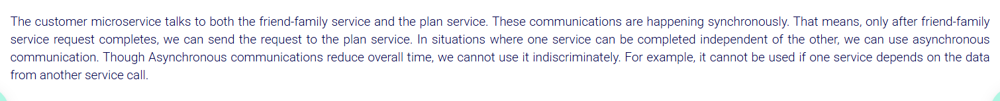 The customer microservice talks to both the friend-family service and the plan service. These communications are happening synchronously. That means, only after friend-family
service request completes, we can send the request to the plan service. In situations where one service can be completed independent of the other, we can use asynchronous
communication. Though Asynchronous communications reduce overall time, we cannot use it indiscriminately. For example, it cannot be used if one service depends on the data
from another service call.